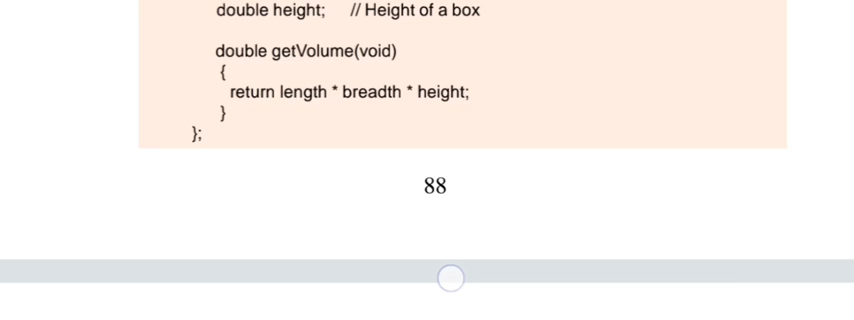 double height; // Height of a box
double getVolume(void)
{
return length * breadth * height;
}
};
88